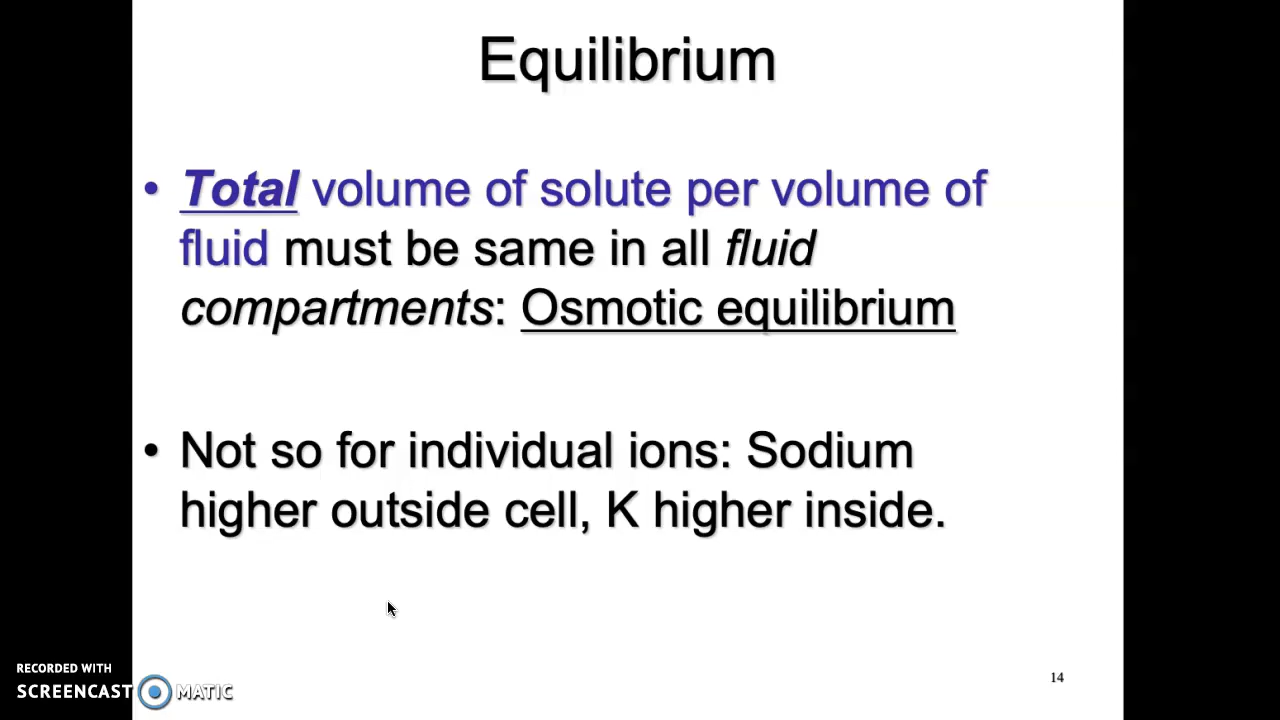 Equilibrium
• Total volume of solute per volume of
fluid must be same in all fluid
compartments: Osmotic equilibrium
• Not so for individual ions: Sodium
higher outside cell, K higher inside.
RECORDED WITH
SCREENCAST MATIC
14